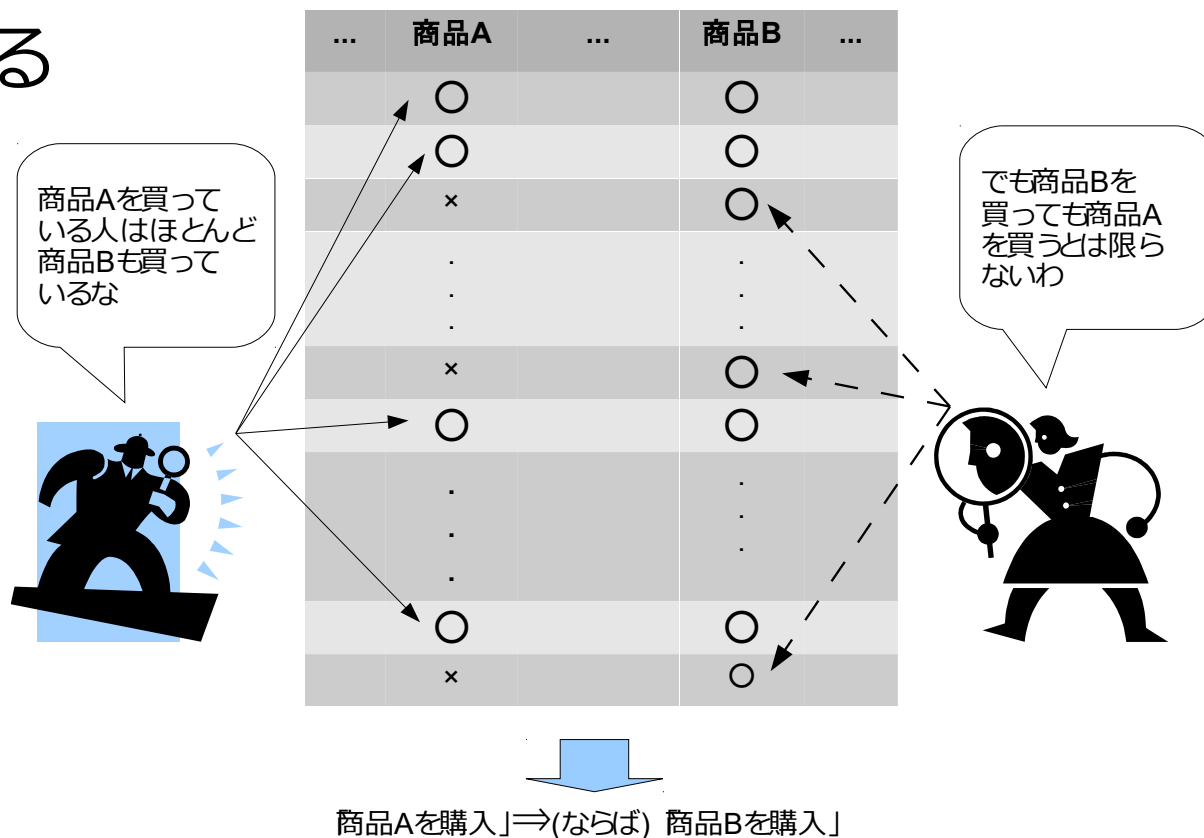 る
... 商品A ... 商品B ...
○ ○
○ ○
× ○
. .
. .
. .
× ○
○ ○
. .
. .
. .
○ ○
× ○
商品Aを買って
いる人はほとんど
商品Bも買って
いるな
でも商品Bを
買っても商品A
を買うとは限ら
ないわ
「商品Aを購入」⇒(ならば)「商品Bを購入」